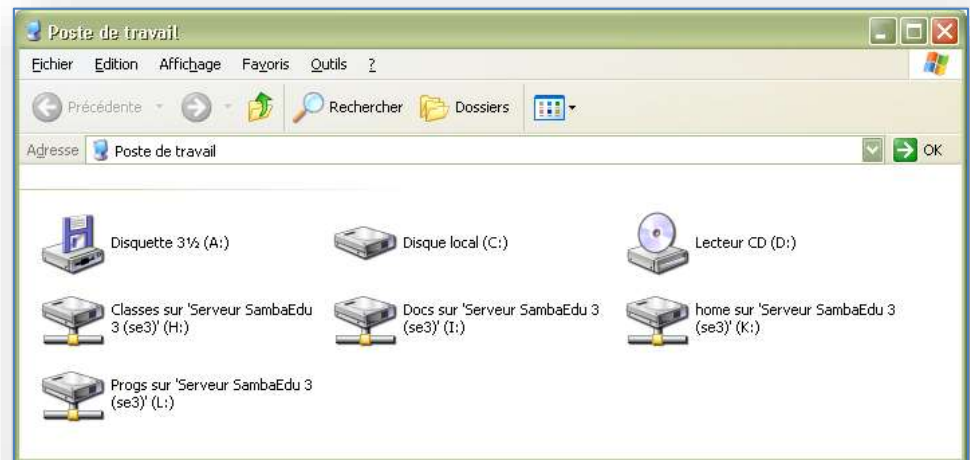 Poste de travail
Eichier Edition Affichage Favoris Outils ?
Précédente Rechercher Dossiers
Adresse Poste de travail OK
Disquette 3½ (A:) Disque local (C:) Lecteur CD (D:)
Classes sur 'Serveur SambaEdu
3 (se3)' (H:)
Docs sur 'Serveur SambaEdu 3
(se3)' (I:)
home sur 'Serveur SambaEdu 3
(se3)' (K:)
Progs sur 'Serveur SambaEdu 3
(se3)' (L:)